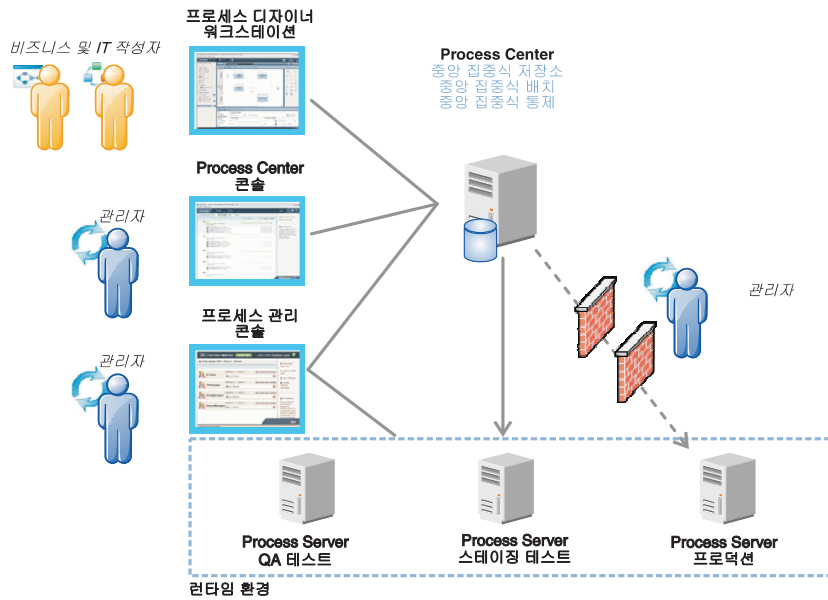 프로세스 디자이너
워크스테이션
비즈니스 및 IT 작성자
Process Center
중앙 집중식 저장소
중앙 집중식 배치
중앙 집중식 통제
Process Center
콘솔
관리자
관리자
프로세스 관리
콘솔
관리자
Process Server
QA 테스트
Process Server
스테이징 테스트
Process Server
프로덕션
런타임 환경